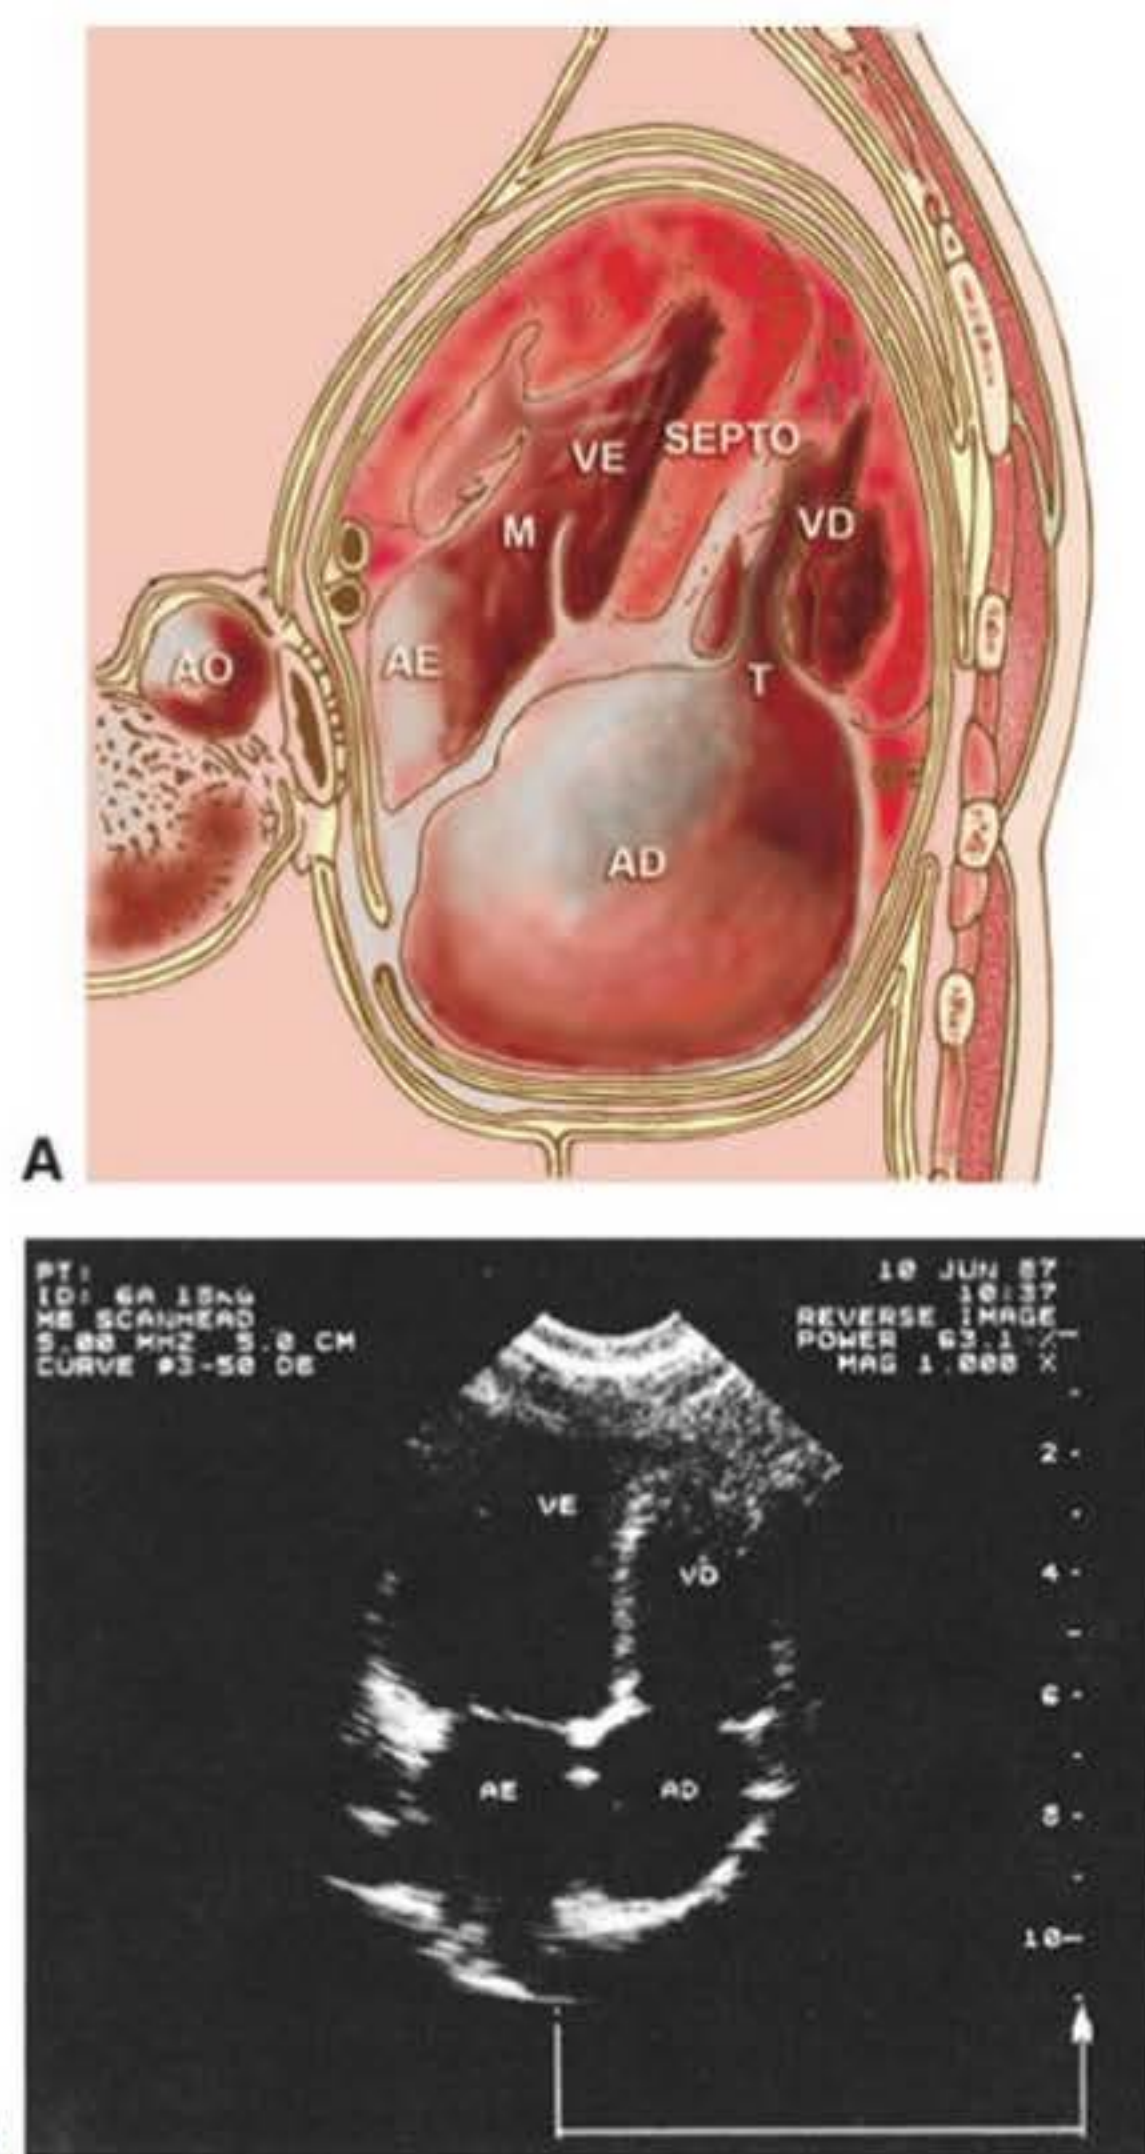 VE
SEPTO
M
VD
AE
AO
T
AD
A
PT:
ID: 6A 15KG
MB SCANHEAD
5.00 MHZ 5.0 CM
CURVE #3-50 DB
10 JUN 87
10:37
REVERSE IMAGE
POWER 63.1 %
MAG 1.000 X
2
VE
4
VD
6
AE
AD
8
10